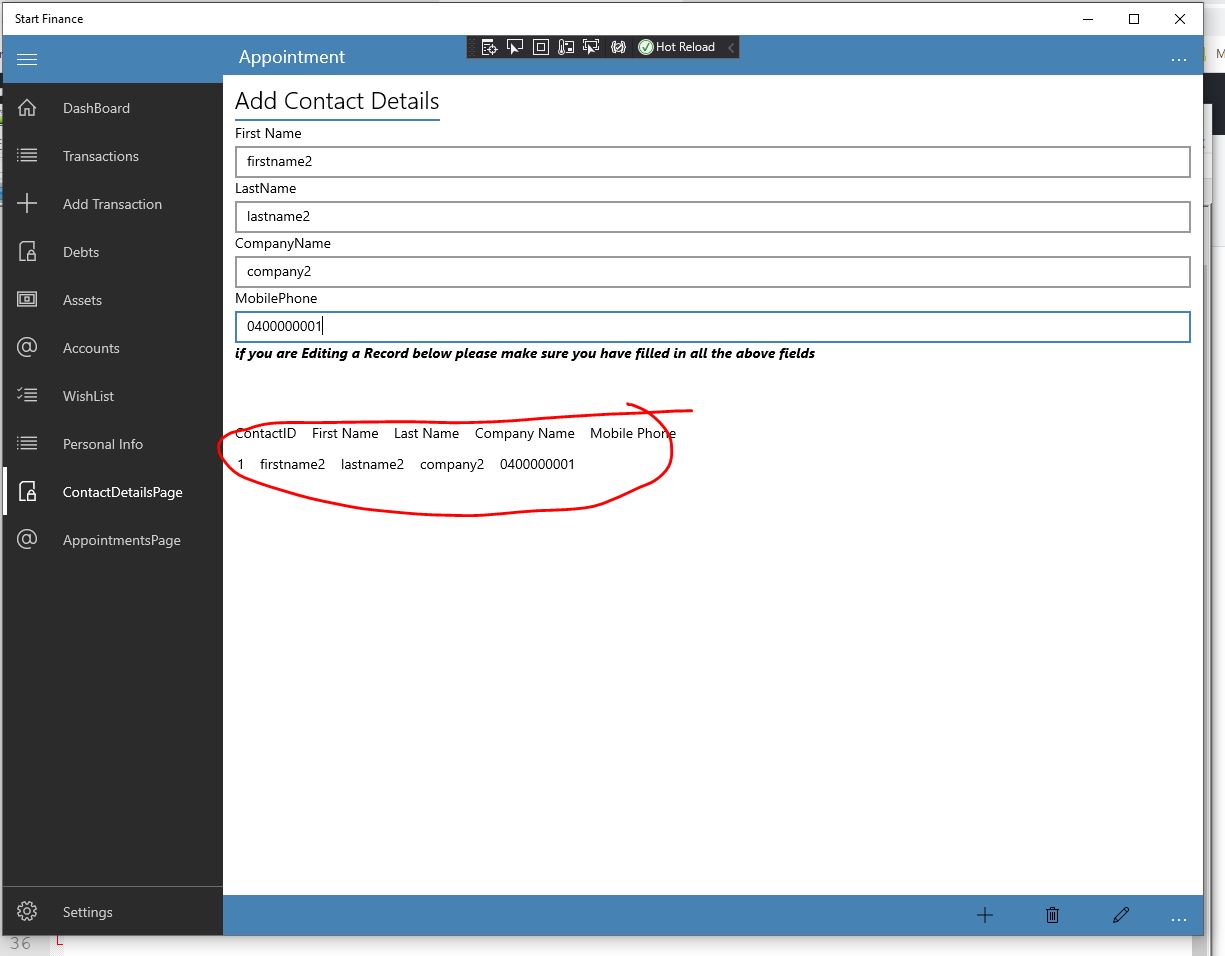 Start Finance
Appointment
Hot Reload
DashBoard
Transactions
Add Transaction
Debts
Assets
Accounts
WishList
Personal Info
ContactDetailsPage
AppointmentsPage
Settings
Add Contact Details
First Name
firstname2
LastName
lastname2
CompanyName
company2
MobilePhone
0400000001
if you are Editing a Record below please make sure you have filled in all the above fields
ContactID First Name Last Name Company Name Mobile Phone
1 firstname2 lastname2 company2 0400000001
36